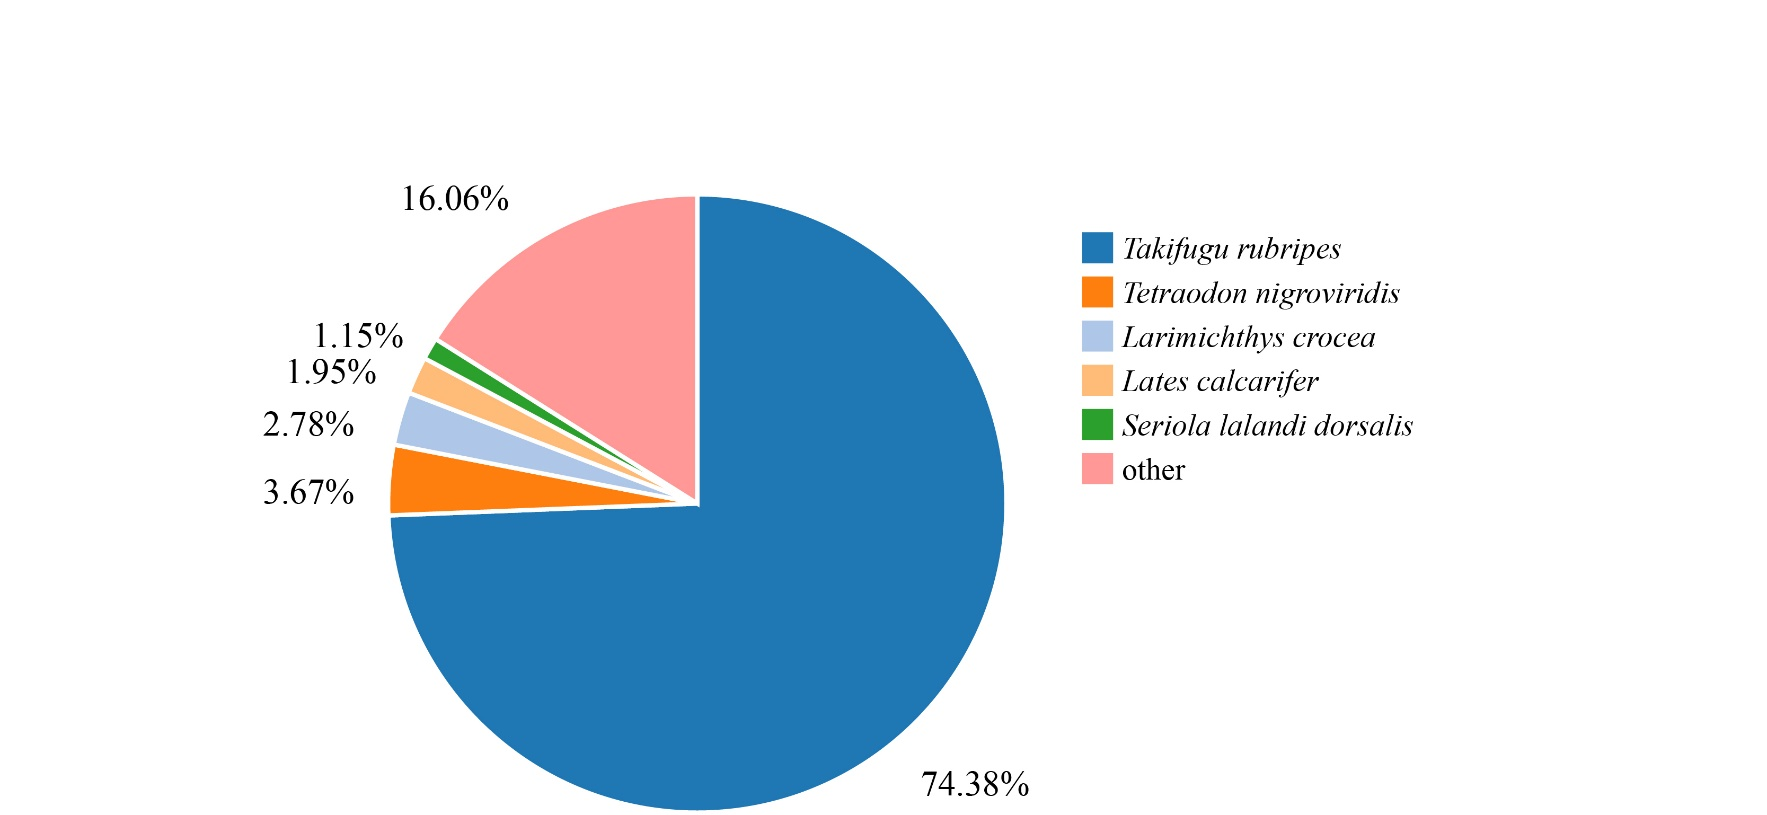 16.06%
1.15%
1.95%
2.78%
3.67%
74.38%
Takifugu rubripes
Tetraodon nigroviridis
Larimichthys crocea
Lates calcarifer
Seriola lalandi dorsalis
other